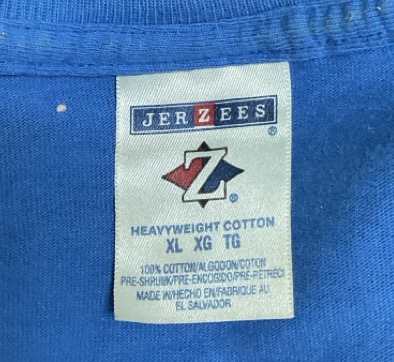 JERZEES
®
Z®
HEAVYWEIGHT COTTON
XL XG TG
100% COTTON/ALGODON/COTON
PRE-SHRUNK/PRE-ENCOGIDO/PRE-RETRECI
MADE IN/HECHO EN/FABRIQUE AU
EL SALVADOR